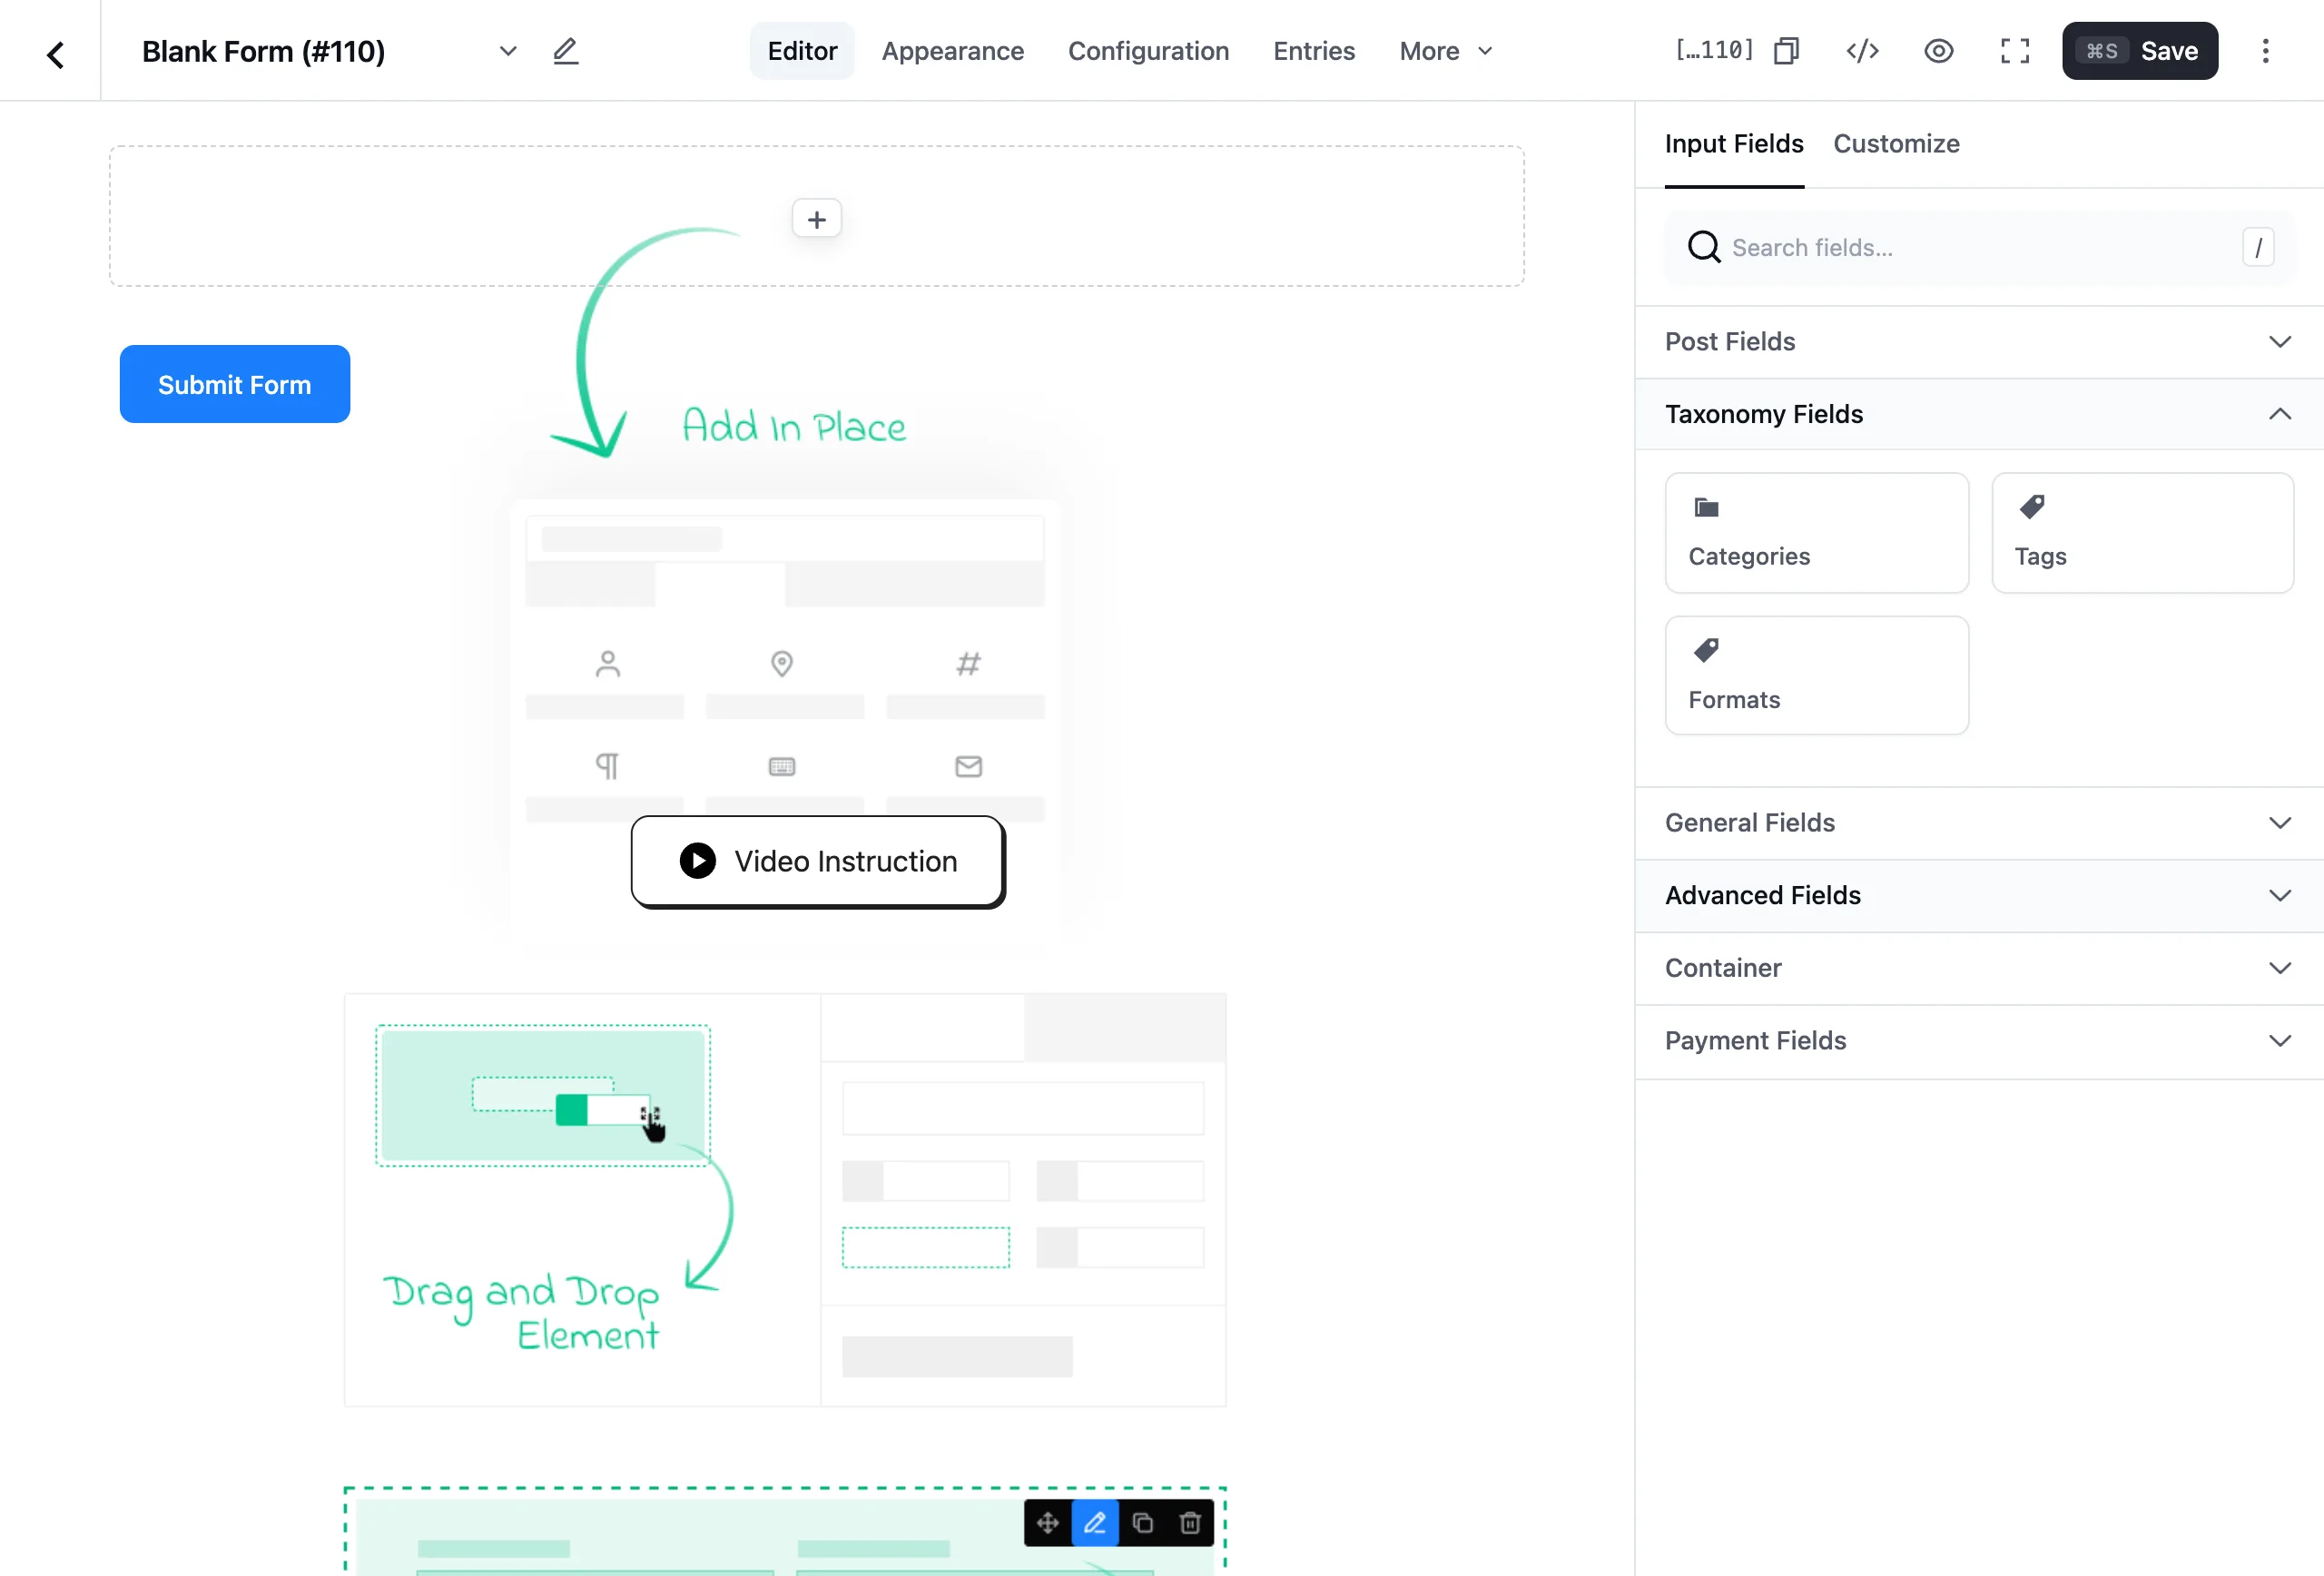 Blank Form (#110)
Editor
Appearance
Configuration
Entries
More
[…110]
⌘S Save
Input Fields
Customize
Search fields...
/
Post Fields
Submit Form
Add In Place
Taxonomy Fields
Categories
Tags
Formats
General Fields
Video Instruction
Advanced Fields
Container
Payment Fields
Drag and Drop
Element